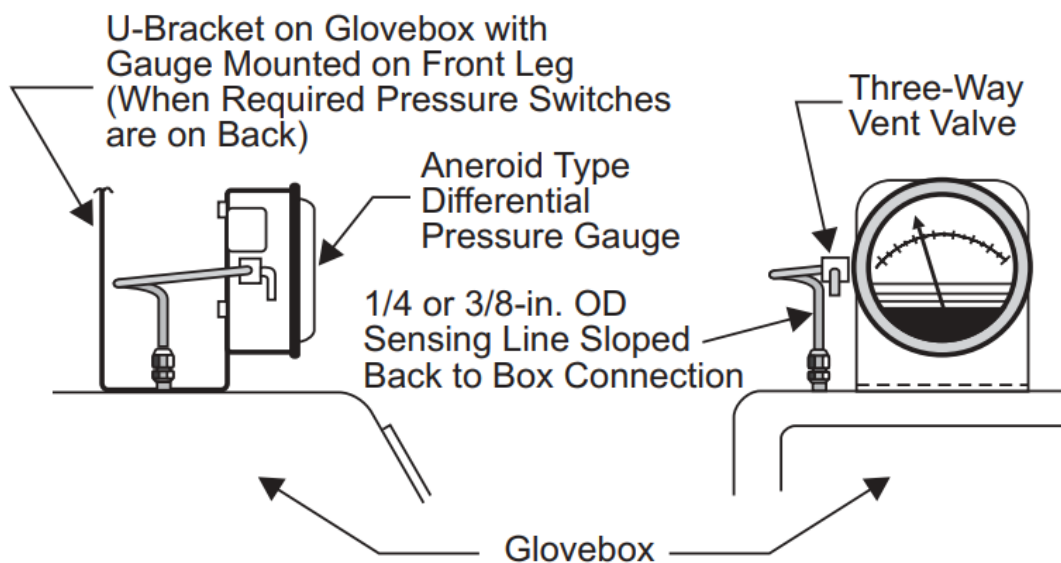 U-Bracket on Glovebox with
Gauge Mounted on Front Leg
(When Required Pressure Switches
are on Back)
Three-Way
Vent Valve
Aneroid Type
Differential
Pressure Gauge
1/4 or 3/8-in. OD
Sensing Line Sloped
Back to Box Connection
Glovebox